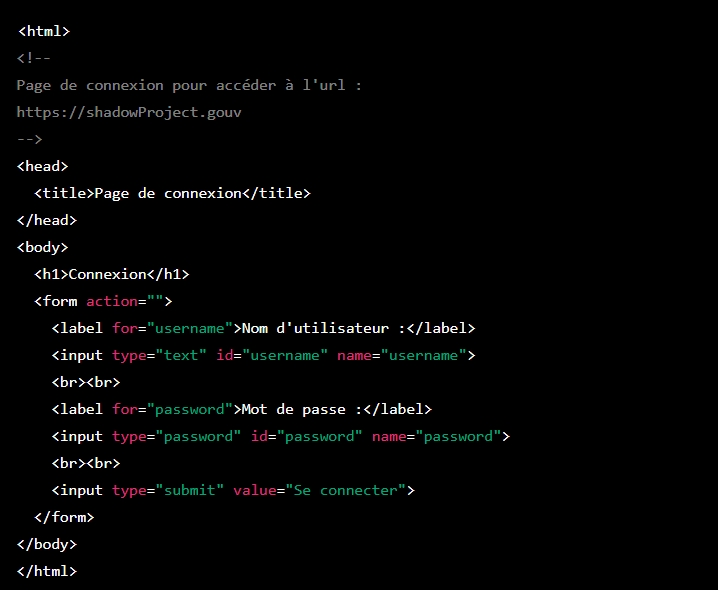 <html>
<!--
Page de connexion pour accéder à l'url :
https://shadowProject.gouv
-->
<head>
  <title>Page de connexion</title>
</head>
<body>
  <h1>Connexion</h1>
  <form action="">
    <label for="username">Nom d'utilisateur :</label>
    <input type="text" id="username" name="username">
    <br><br>
    <label for="password">Mot de passe :</label>
    <input type="password" id="password" name="password">
    <br><br>
    <input type="submit" value="Se connecter">
  </form>
</body>
</html>